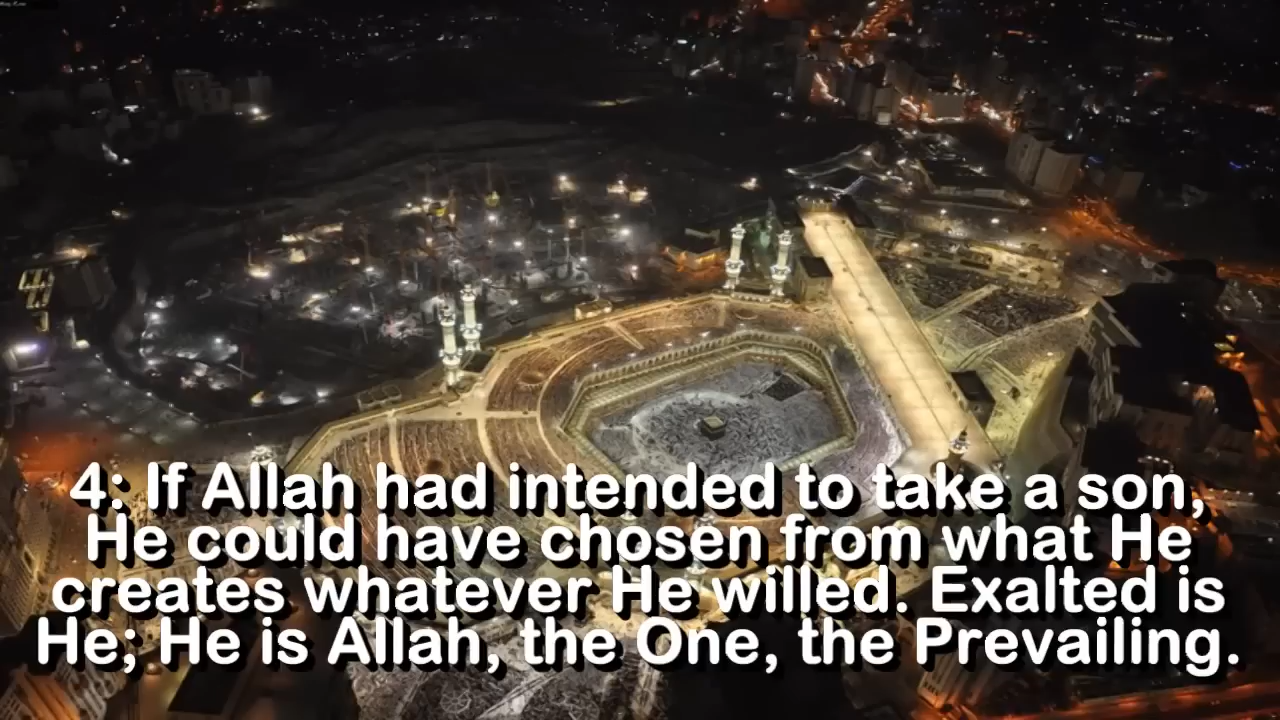 4: If Allah had intended to take a son,
He could have chosen from what He
creates whatever He willed. Exalted is
He; He is Allah, the One, the Prevailing.